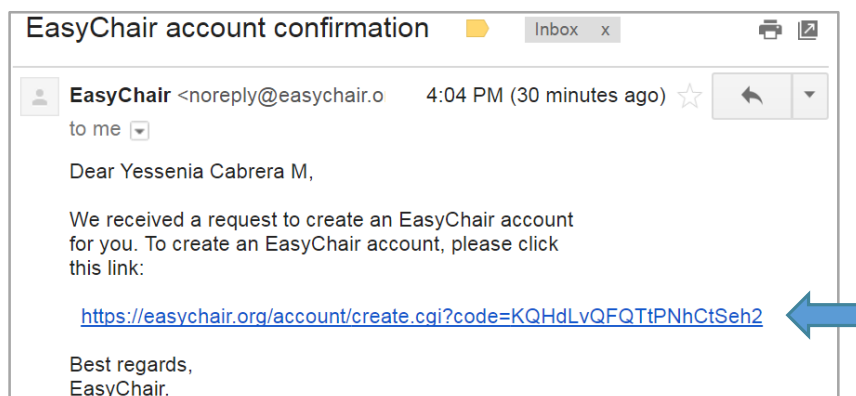 EasyChair account confirmation Inbox x
EasyChair <noreply@easychair.o 4:04 PM (30 minutes ago)
to me
Dear Yessenia Cabrera M,
We received a request to create an EasyChair account
for you. To create an EasyChair account, please click
this link:
https://easychair.org/account/create.cgi?code=KQHdLvQFQTtPNhCtSeh2
Best regards,
EasyChair.